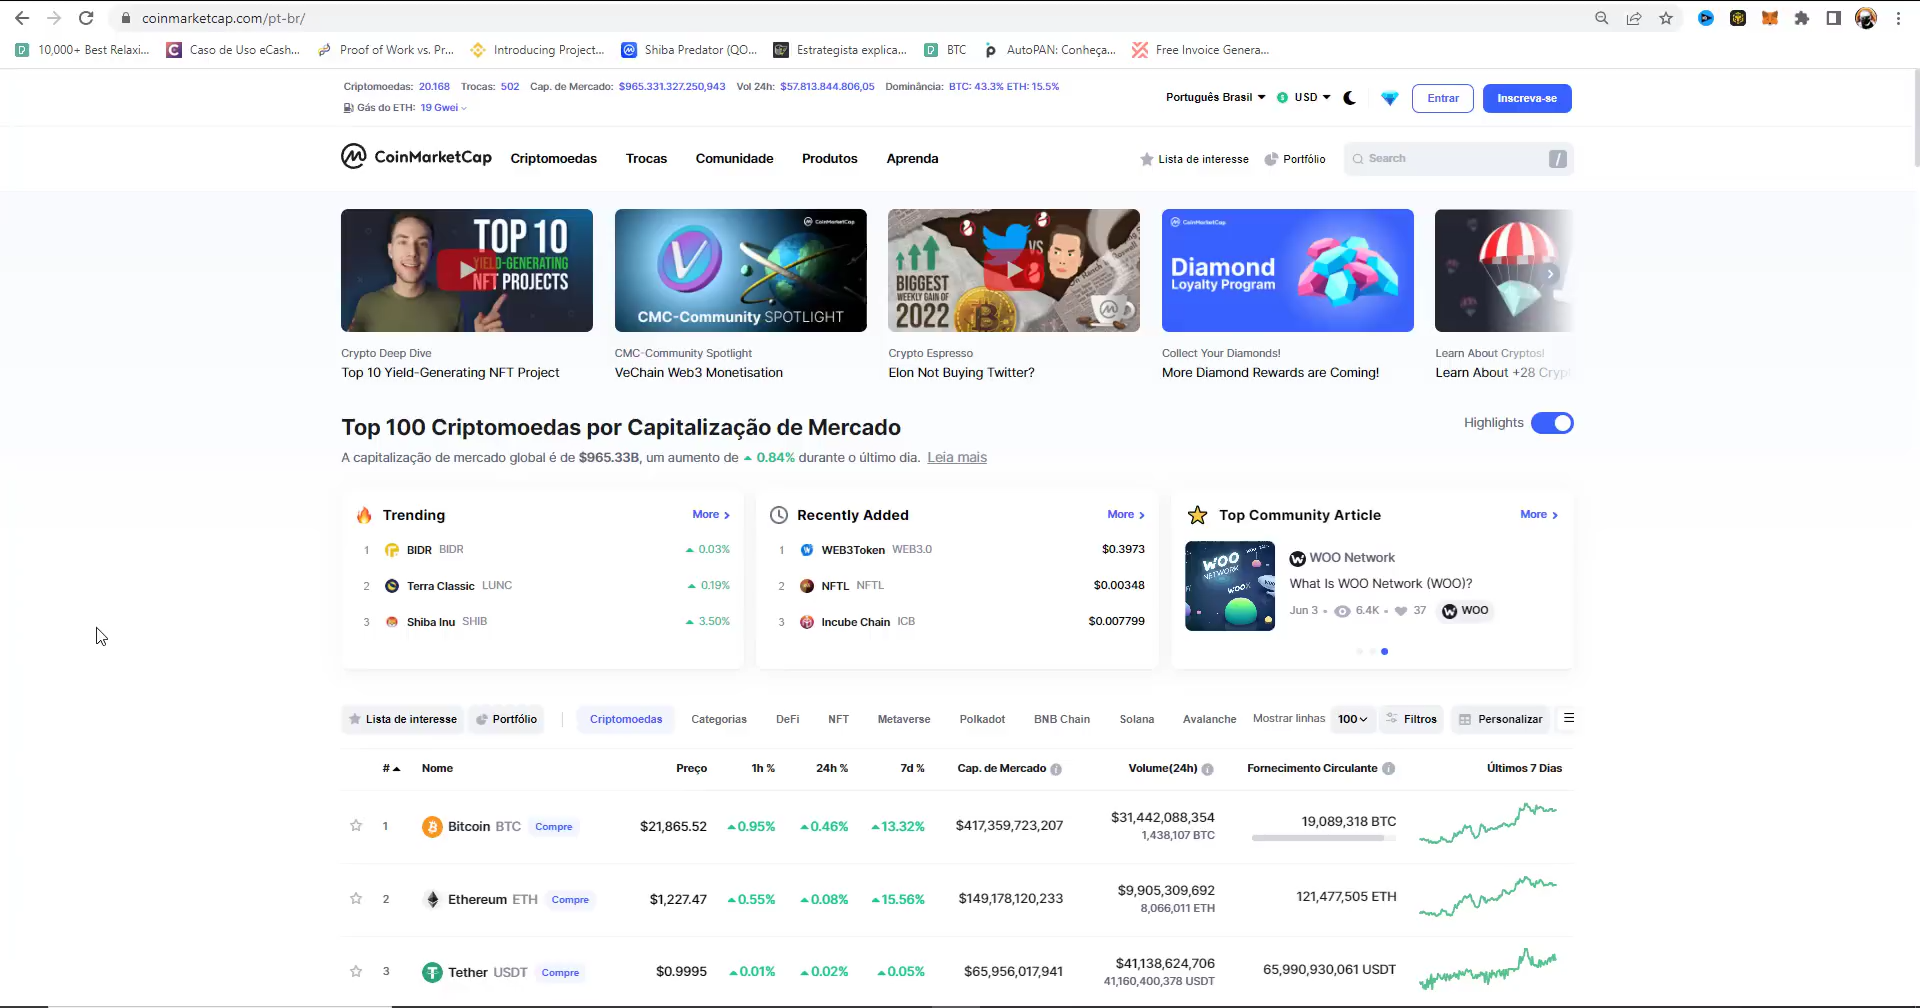 coinmarketcap.com/pt-br/
10,000+ Best Relaxi... Caso de Uso eCash... Proof of Work vs. Pr... Introducing Project... Shiba Predator (QO... Estrategista explica... BTC AutoPAN: Conheça... Free Invoice Genera...
Criptomoedas: 20.168 Trocas: 502 Cap. de Mercado: $965.331.327.250,943 Vol 24h: $57.813.844.806,05 Dominância: BTC: 43.3% ETH: 15.5%
Gás do ETH: 19 Gwei
Português Brasil USD Entrar Inscreva-se
CoinMarketCap Criptomoedas Trocas Comunidade Produtos Aprenda Lista de interesse Portfólio Search /
TOP 10
YIELD-GENERATING
NFT PROJECTS
CoinMarketCap
CMC-Community SPOTLIGHT
VS
BIGGEST
WEEKLY GAIN OF
2022
CoinMarketCap
Diamond
Loyalty Program
Crypto Deep Dive
Top 10 Yield-Generating NFT Project
CMC-Community Spotlight
VeChain Web3 Monetisation
Crypto Espresso
Elon Not Buying Twitter?
Collect Your Diamonds!
More Diamond Rewards are Coming!
Learn About Cryptos!
Learn About +28 Cryp
Top 100 Criptomoedas por Capitalização de Mercado
Highlights
A capitalização de mercado global é de $965.33B, um aumento de 0.84% durante o último dia. Leia mais
Trending More
1 BIDR BIDR 0.03%
2 Terra Classic LUNC 0.19%
3 Shiba Inu SHIB 3.50%
Recently Added More
1 WEB3Token WEB3.0 $0.3973
2 NFTL NFTL $0.00348
3 Incube Chain ICB $0.007799
Top Community Article More
WOO
NETWORK
WOO X
WOO Network
What Is WOO Network (WOO)?
Jun 3 • 6.4K • 37 WOO
Lista de interesse Portfólio Criptomoedas Categorias DeFi NFT Metaverse Polkadot BNB Chain Solana Avalanche Mostrar linhas 100 Filtros Personalizar
# Nome Preço 1h % 24h % 7d % Cap. de Mercado Volume(24h) Fornecimento Circulante Últimos 7 Dias
1 Bitcoin BTC Compre $21,865.52 0.95% 0.46% 13.32% $417,359,723,207 $31,442,088,354 19,089,318 BTC
1,438,107 BTC
2 Ethereum ETH Compre $1,227.47 0.55% 0.08% 15.56% $149,178,120,233 $9,905,309,692 121,477,505 ETH
8,066,011 ETH
3 Tether USDT Compre $0.9995 0.01% 0.02% 0.05% $65,956,017,941 $41,138,624,706 65,990,930,061 USDT
41,160,400,378 USDT